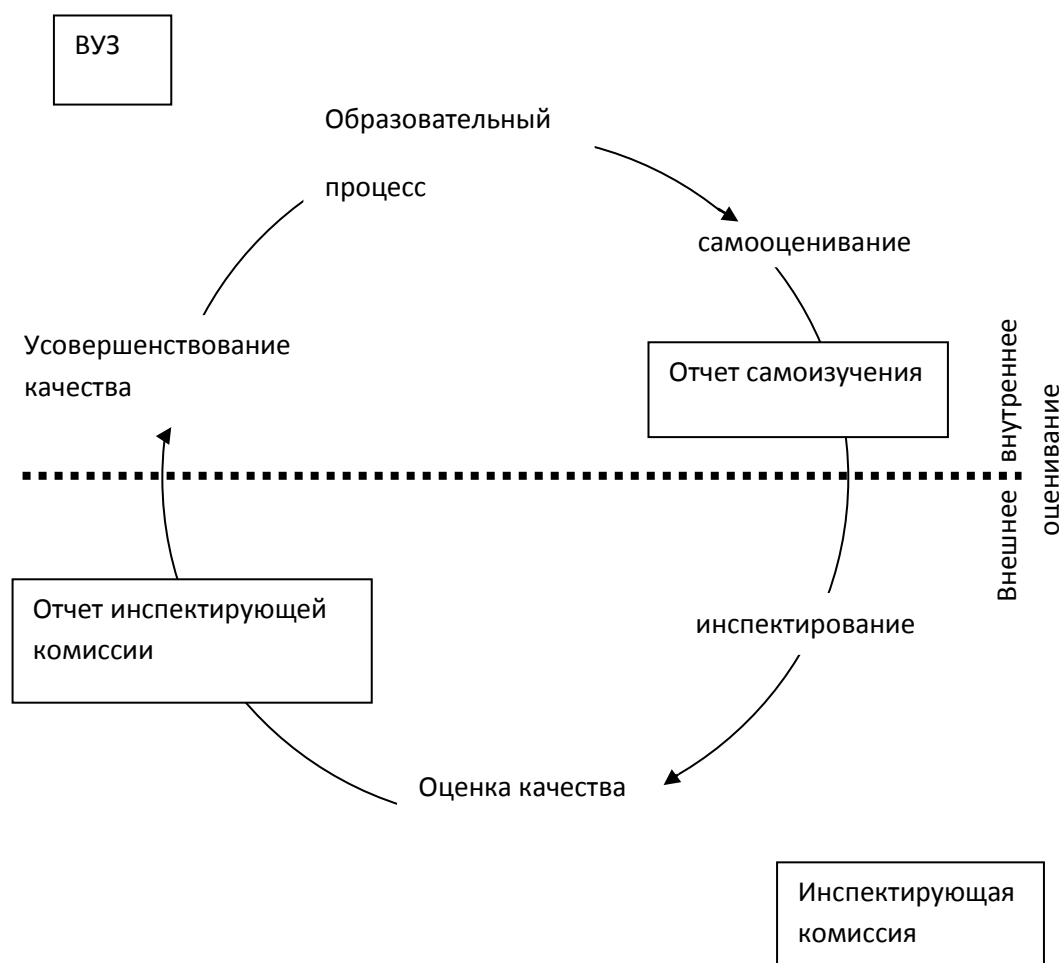 ВУЗ
Образовательный
процесс
самооценивание
Усовершенствование
качества
Отчет самоизучения
внутреннее
Внешнее
оценивание
Отчет инспектирующей
комиссии
инспектирование
Оценка качества
Инспектирующая
комиссия